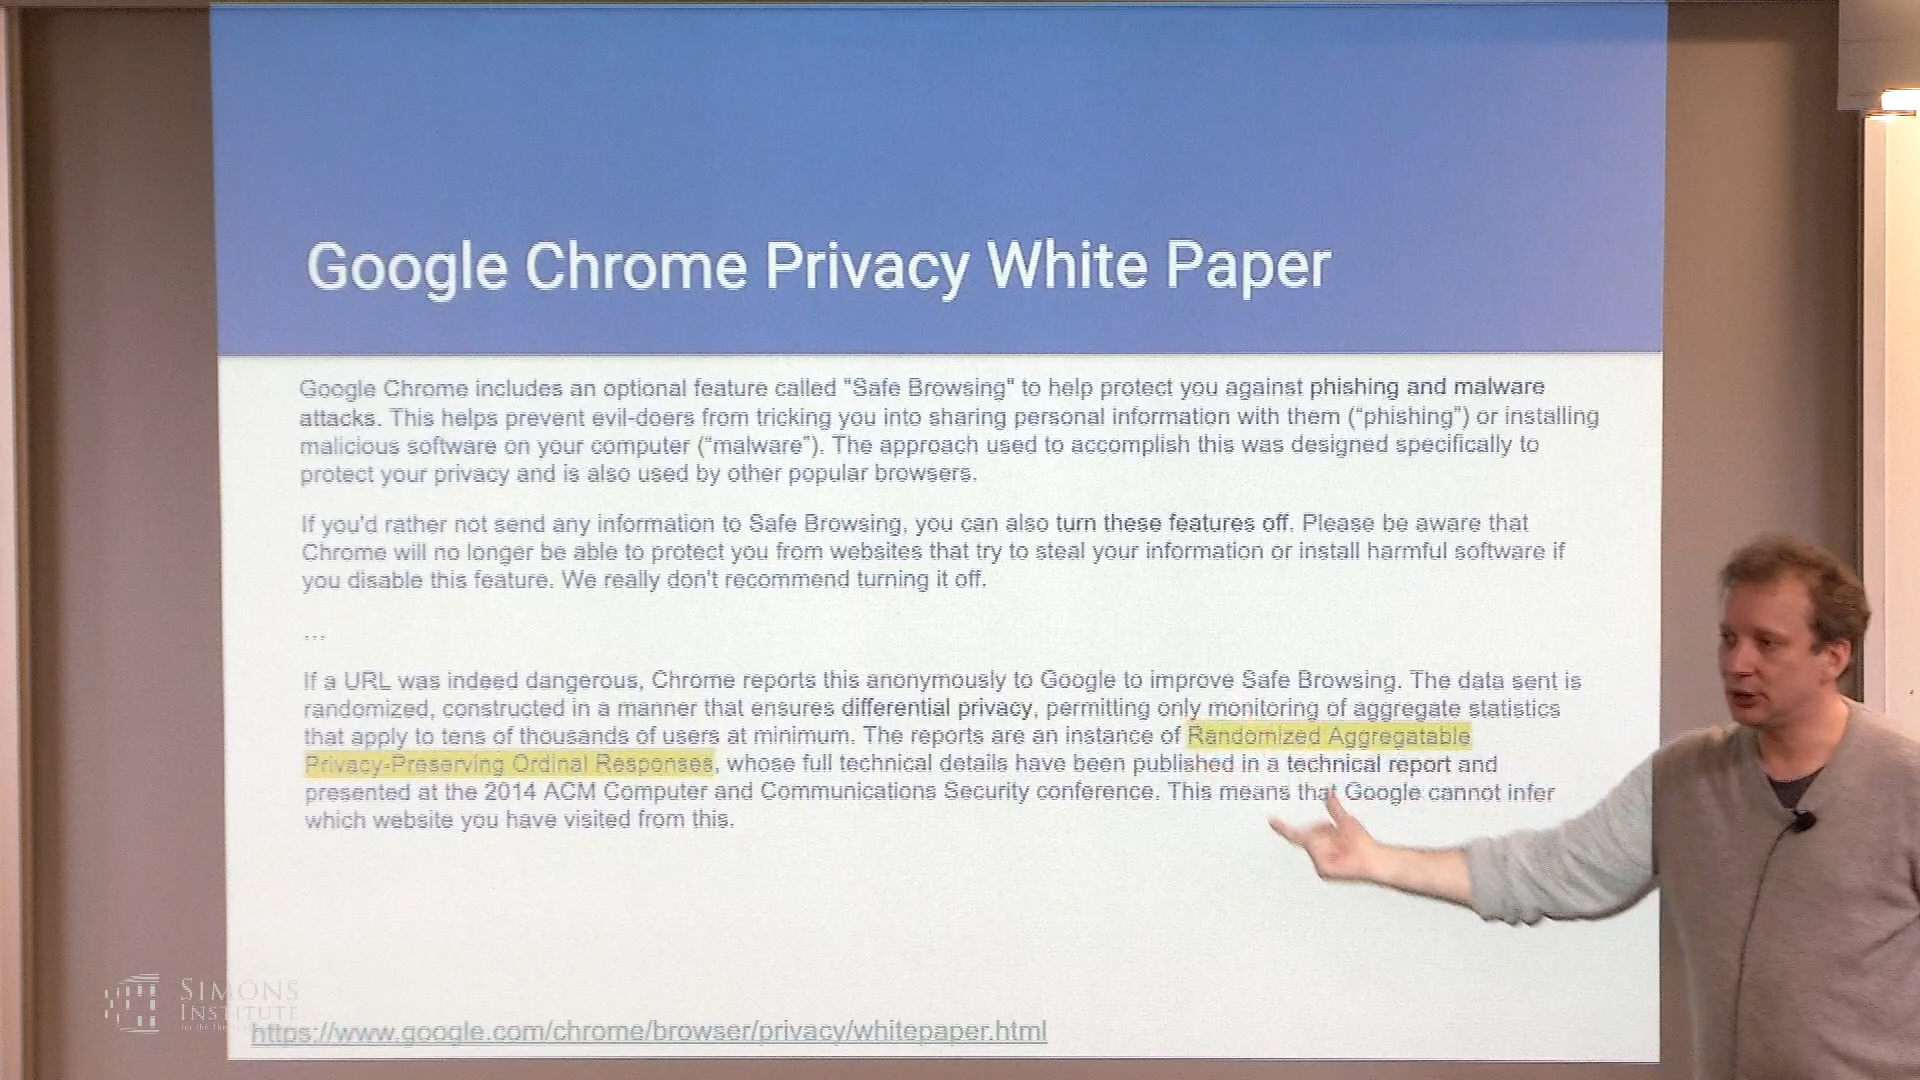 Google Chrome Privacy White Paper
Google Chrome includes an optional feature called "Safe Browsing" to help protect you against phishing and malware
attacks. This helps prevent evil-doers from tricking you into sharing personal information with them (“phishing”) or installing
malicious software on your computer (“malware”). The approach used to accomplish this was designed specifically to
protect your privacy and is also used by other popular browsers.
If you'd rather not send any information to Safe Browsing, you can also turn these features off. Please be aware that
Chrome will no longer be able to protect you from websites that try to steal your information or install harmful software if
you disable this feature. We really don't recommend turning it off.
...
If a URL was indeed dangerous, Chrome reports this anonymously to Google to improve Safe Browsing. The data sent is
randomized, constructed in a manner that ensures differential privacy, permitting only monitoring of aggregate statistics
that apply to tens of thousands of users at minimum. The reports are an instance of Randomized Aggregatable
Privacy-Preserving Ordinal Responses, whose full technical details have been published in a technical report and
presented at the 2014 ACM Computer and Communications Security conference. This means that Google cannot infer
which website you have visited from this.
SIMONS
INSTITUTE
https://www.google.com/chrome/browser/privacy/whitepaper.html